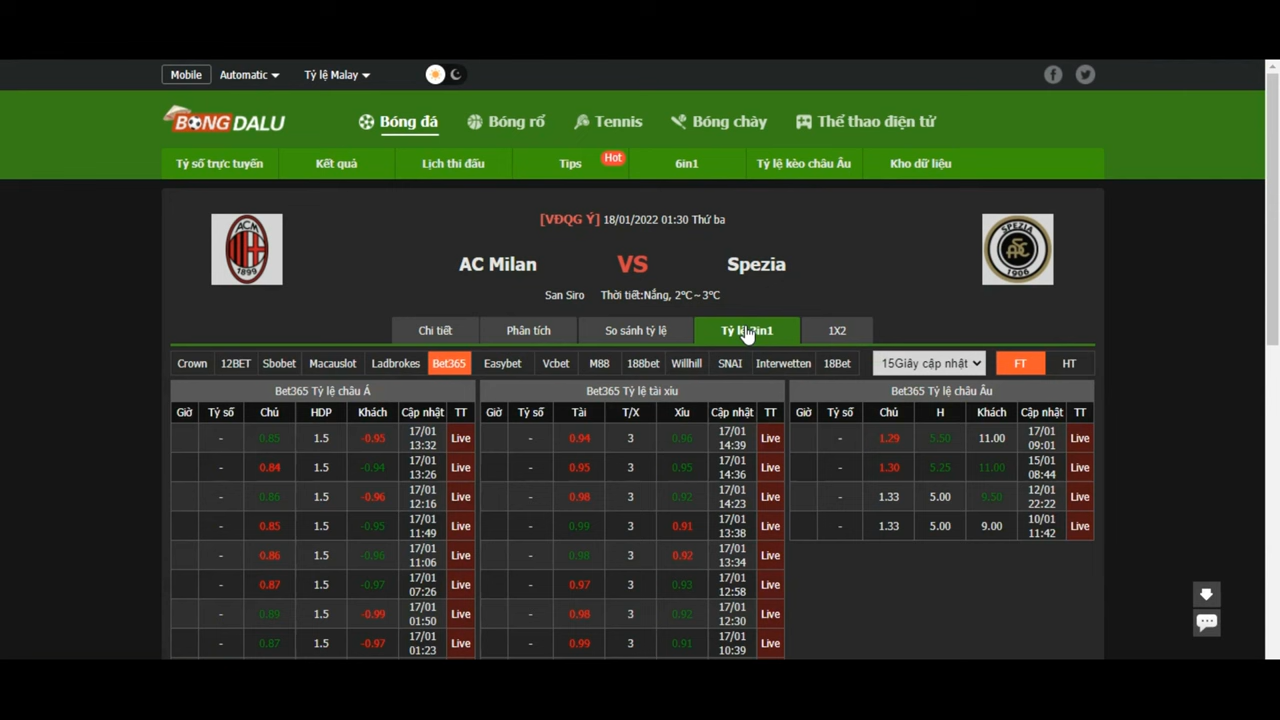 Mobile Automatic Tỷ lệ Malay
BONG DALU Bóng đá Bóng rổ Tennis Bóng chày Thể thao điện tử
Tỷ số trực tuyến Kết quả Lịch thi đấu Tips Hot 6in1 Tỷ lệ kèo châu Âu Kho dữ liệu
[VĐQG Ý] 18/01/2022 01:30 Thứ ba
ACM 1899 AC Milan VS Spezia SPEZIA 1906
San Siro Thời tiết:Nắng, 2℃～3℃
Chi tiết Phân tích So sánh tỷ lệ Tỷ lệ 3in1 1X2
Crown 12BET Sbobet Macauslot Ladbrokes Bet365 Easybet Vcbet M88 188bet Willhill SNAI Interwetten 18Bet 15Giây cập nhật FT HT
Bet365 Tỷ lệ châu Á Bet365 Tỷ lệ tài xỉu Bet365 Tỷ lệ châu Âu
Giờ Tỷ số Chủ HDP Khách Cập nhật TT Giờ Tỷ số Tài T/X Xỉu Cập nhật TT Giờ Tỷ số Chủ H Khách Cập nhật TT
- 0.85 1.5 -0.95 17/01 13:32 Live - 0.94 3 0.96 17/01 14:39 Live - 1.29 5.50 11.00 17/01 09:01 Live
- 0.84 1.5 -0.94 17/01 13:26 Live - 0.95 3 0.95 17/01 14:36 Live - 1.30 5.25 11.00 15/01 08:44 Live
- 0.86 1.5 -0.96 17/01 12:16 Live - 0.98 3 0.92 17/01 14:23 Live - 1.33 5.00 9.50 12/01 22:22 Live
- 0.85 1.5 -0.95 17/01 11:49 Live - 0.99 3 0.91 17/01 13:38 Live - 1.33 5.00 9.00 10/01 11:42 Live
- 0.86 1.5 -0.96 17/01 11:06 Live - 0.98 3 0.92 17/01 13:34 Live
- 0.87 1.5 -0.97 17/01 07:26 Live - 0.97 3 0.93 17/01 12:58 Live
- 0.89 1.5 -0.99 17/01 01:50 Live - 0.98 3 0.92 17/01 12:30 Live
- 0.87 1.5 -0.97 17/01 01:23 Live - 0.99 3 0.91 17/01 10:39 Live